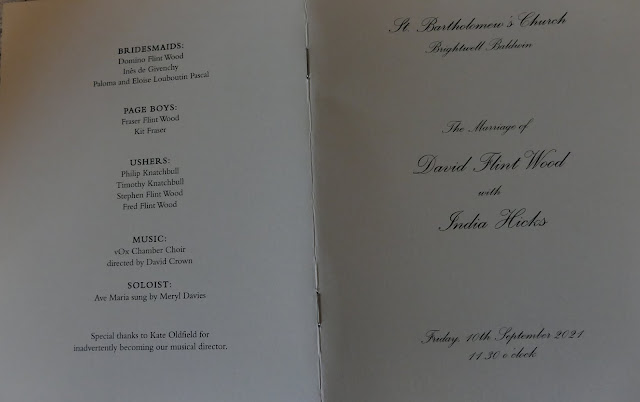 BRIDESMAIDS:
Domino Flint Wood
Inès de Givenchy
Paloma and Eloise Louboutin Pascal
PAGE BOYS:
Fraser Flint Wood
Kit Fraser
USHERS:
Philip Knatchbull
Timothy Knatchbull
Stephen Flint Wood
Fred Flint Wood
MUSIC:
vOx Chamber Choir
directed by David Crown
SOLOIST:
Ave Maria sung by Meryl Davies
Special thanks to Kate Oldfield for
inadvertently becoming our musical director.
St. Bartholomew's Church
Brightwell Baldwin
The Marriage of
David Flint Wood
with
India Hicks
Friday, 10th September 2021
11.30 o'clock